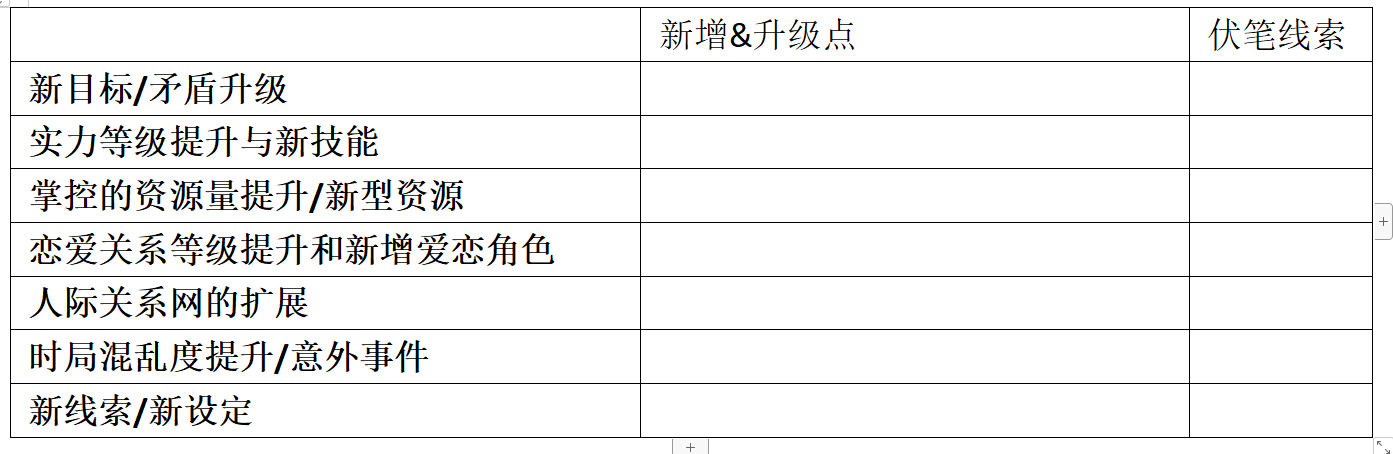 新增&升级点 伏笔线索
新目标/矛盾升级
实力等级提升与新技能
掌控的资源量提升/新型资源
恋爱关系等级提升和新增爱恋角色
人际关系网的扩展
时局混乱度提升/意外事件
新线索/新设定